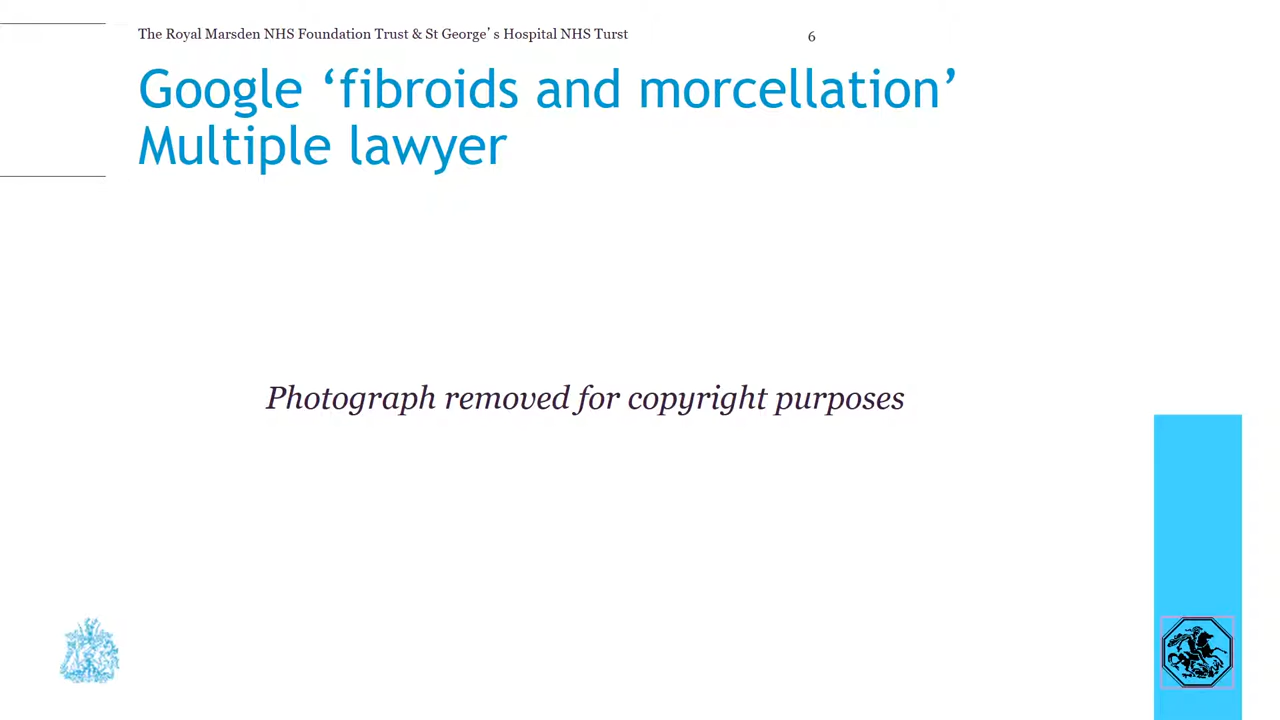 The Royal Marsden NHS Foundation Trust & St George's Hospital NHS Turst
6
Google ‘fibroids and morcellation’
Multiple lawyer
Photograph removed for copyright purposes